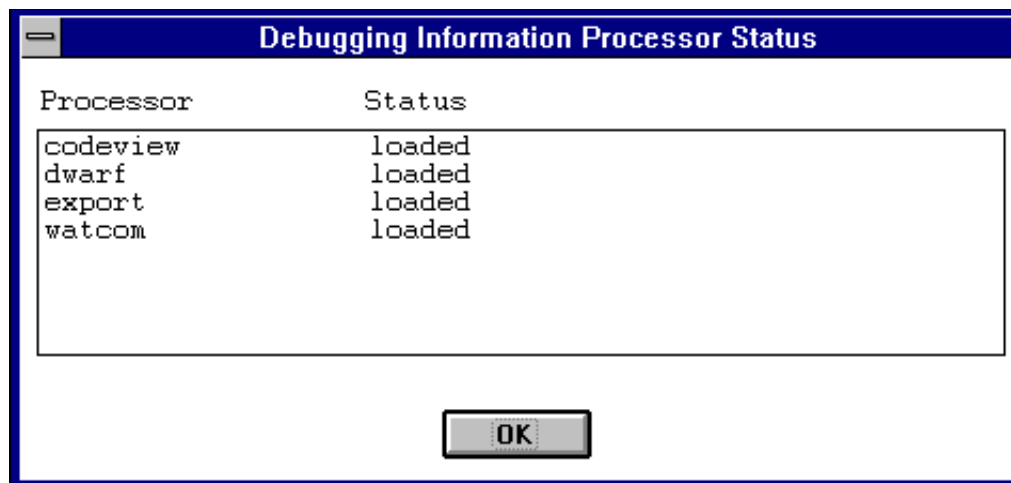 Debugging Information Processor Status
Processor Status
codeview loaded
dwarf loaded
export loaded
watcom loaded
OK